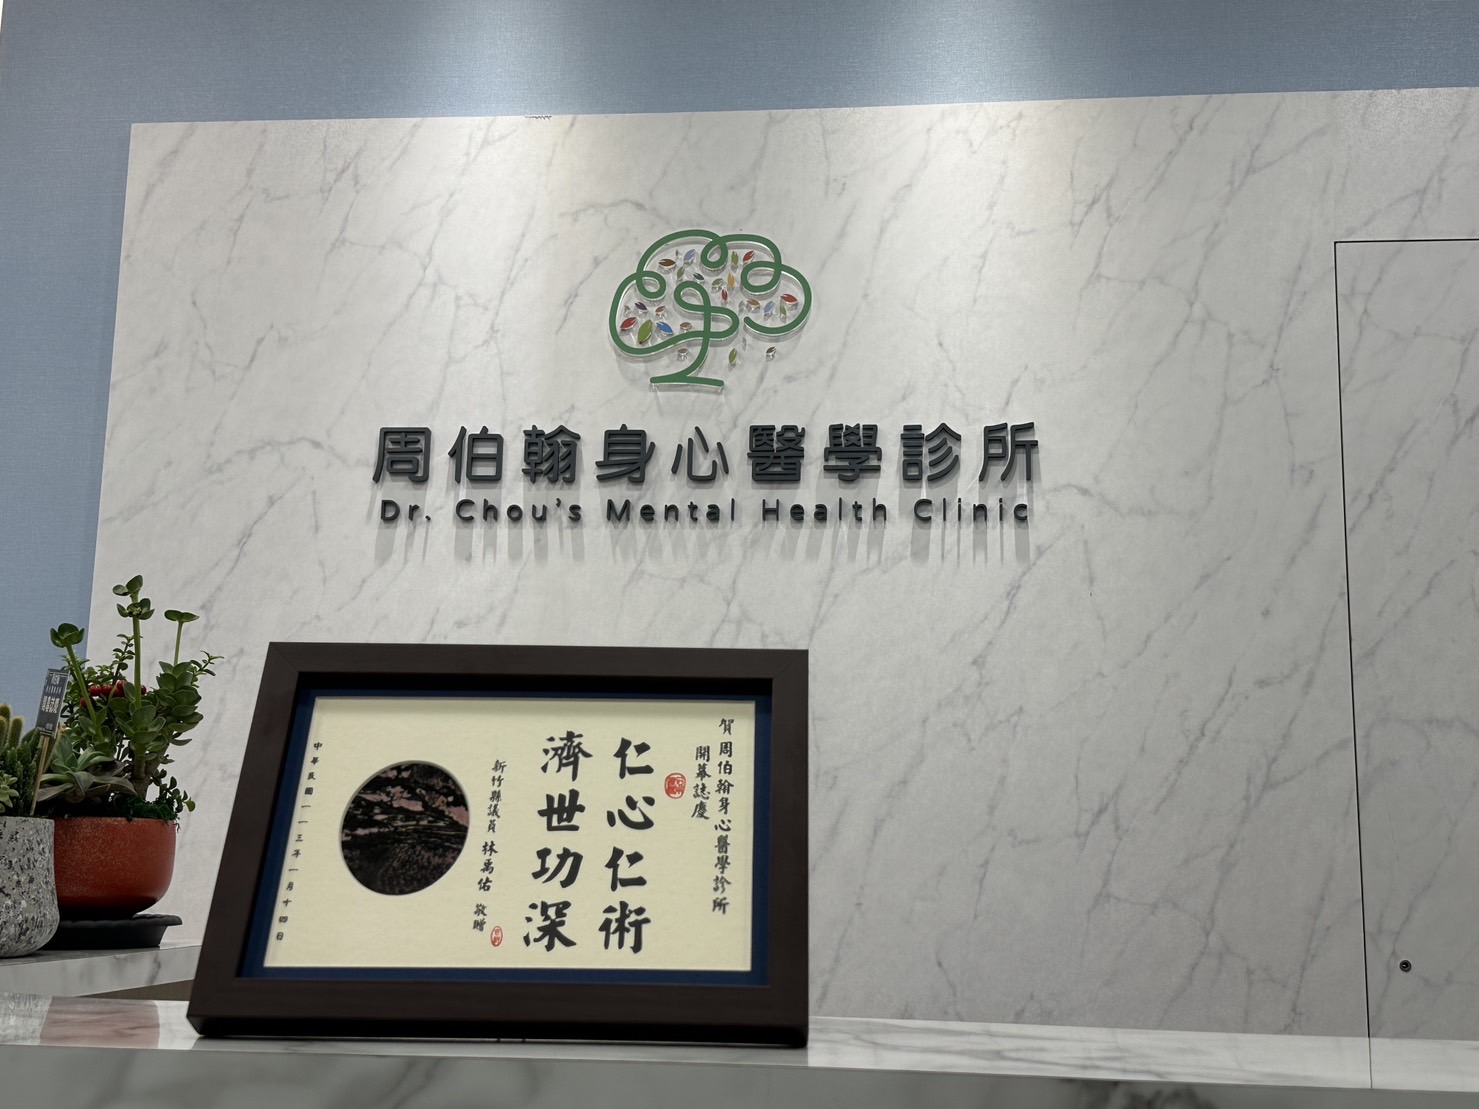 周伯翰身心醫學診所
Dr. Chou's Mental Health Clinic
賀周伯翰身心醫學診所
開幕誌慶
仁心仁術
濟世功深
新竹縣議員 林禹佑 敬贈
中華民國一一三年一月十四日